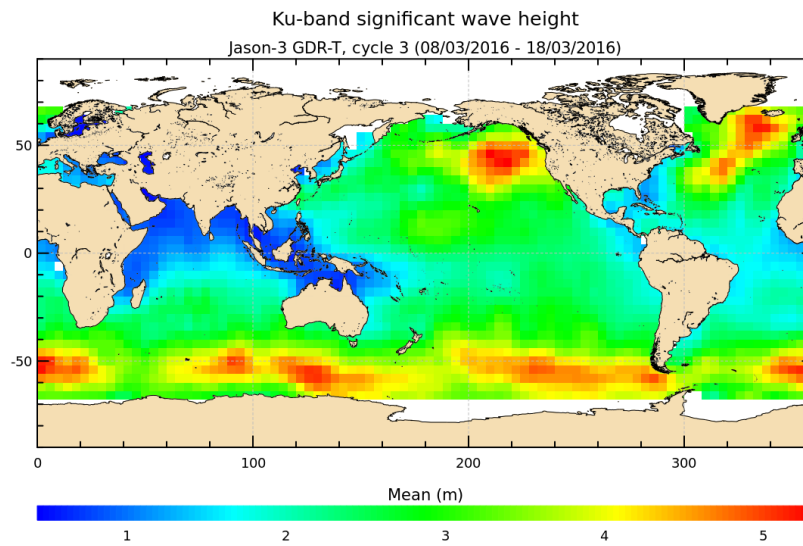 Ku-band significant wave height
Jason-3 GDR-T, cycle 3 (08/03/2016 - 18/03/2016)
50
0
-50
0 100 200 300
Mean (m)
1 2 3 4 5